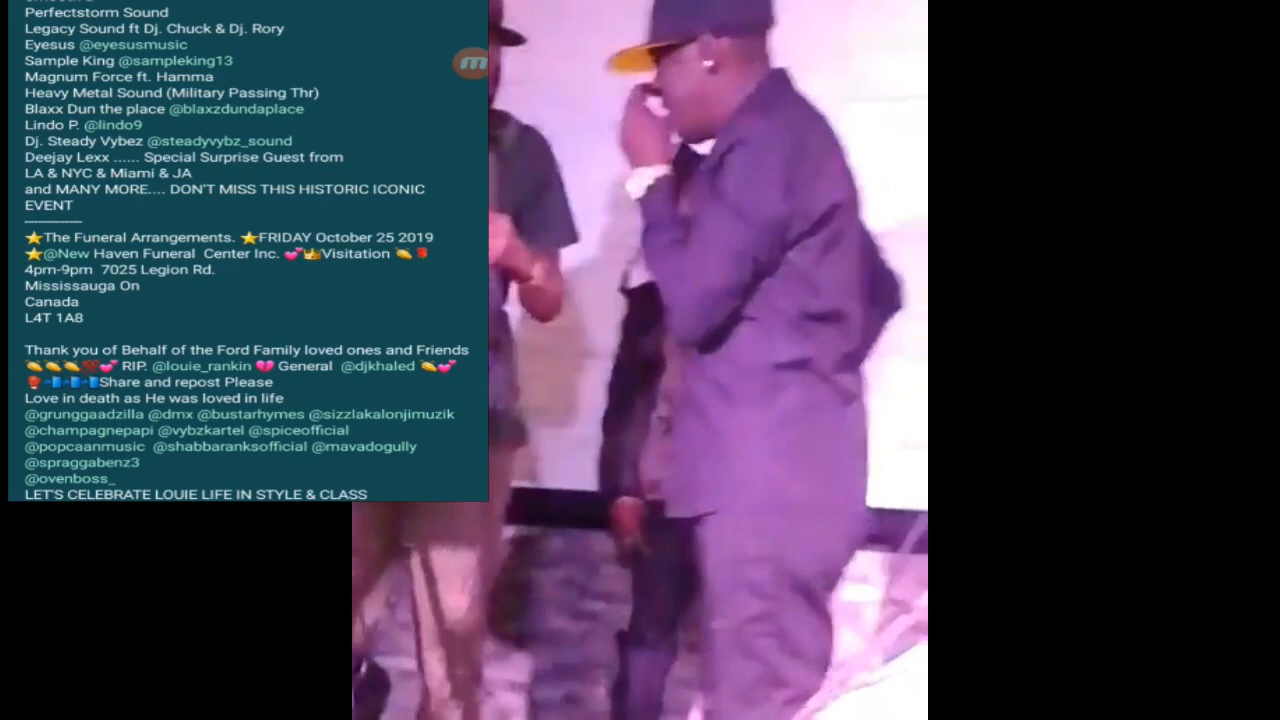 Perfectstorm Sound
Legacy Sound ft Dj. Chuck & Dj. Rory
Eyesus @eyesusmusic
Sample King @sampleking13
Magnum Force ft. Hamma
Heavy Metal Sound (Military Passing Thr)
Blaxx Dun the place @blaxzdundaplace
Lindo P. @lindo9
Dj. Steady Vybez @steadyvybz_sound
Deejay Lexx ...... Special Surprise Guest from
LA & NYC & Miami & JA
and MANY MORE.... DON'T MISS THIS HISTORIC ICONIC
EVENT
-------------
⭐The Funeral Arrangements. ⭐FRIDAY October 25 2019
⭐@New Haven Funeral  Center Inc. 💕👑Visitation 🍋🌹
4pm-9pm  7025 Legion Rd.
Mississauga On
Canada
L4T 1A8
Thank you of Behalf of the Ford Family loved ones and Friends
RIP. @louie_rankin 💔 General  @djkhaled
Share and repost Please
Love in death as He was loved in life
@grunggaadzilla @dmx @bustarhymes @sizzlakalonjimuzik
@champagnepapi @vybzkartel @spiceofficial
@popcaanmusic  @shabbaranksofficial @mavadogully
@spraggabenz3
@ovenboss_
LET'S CELEBRATE LOUIE LIFE IN STYLE & CLASS